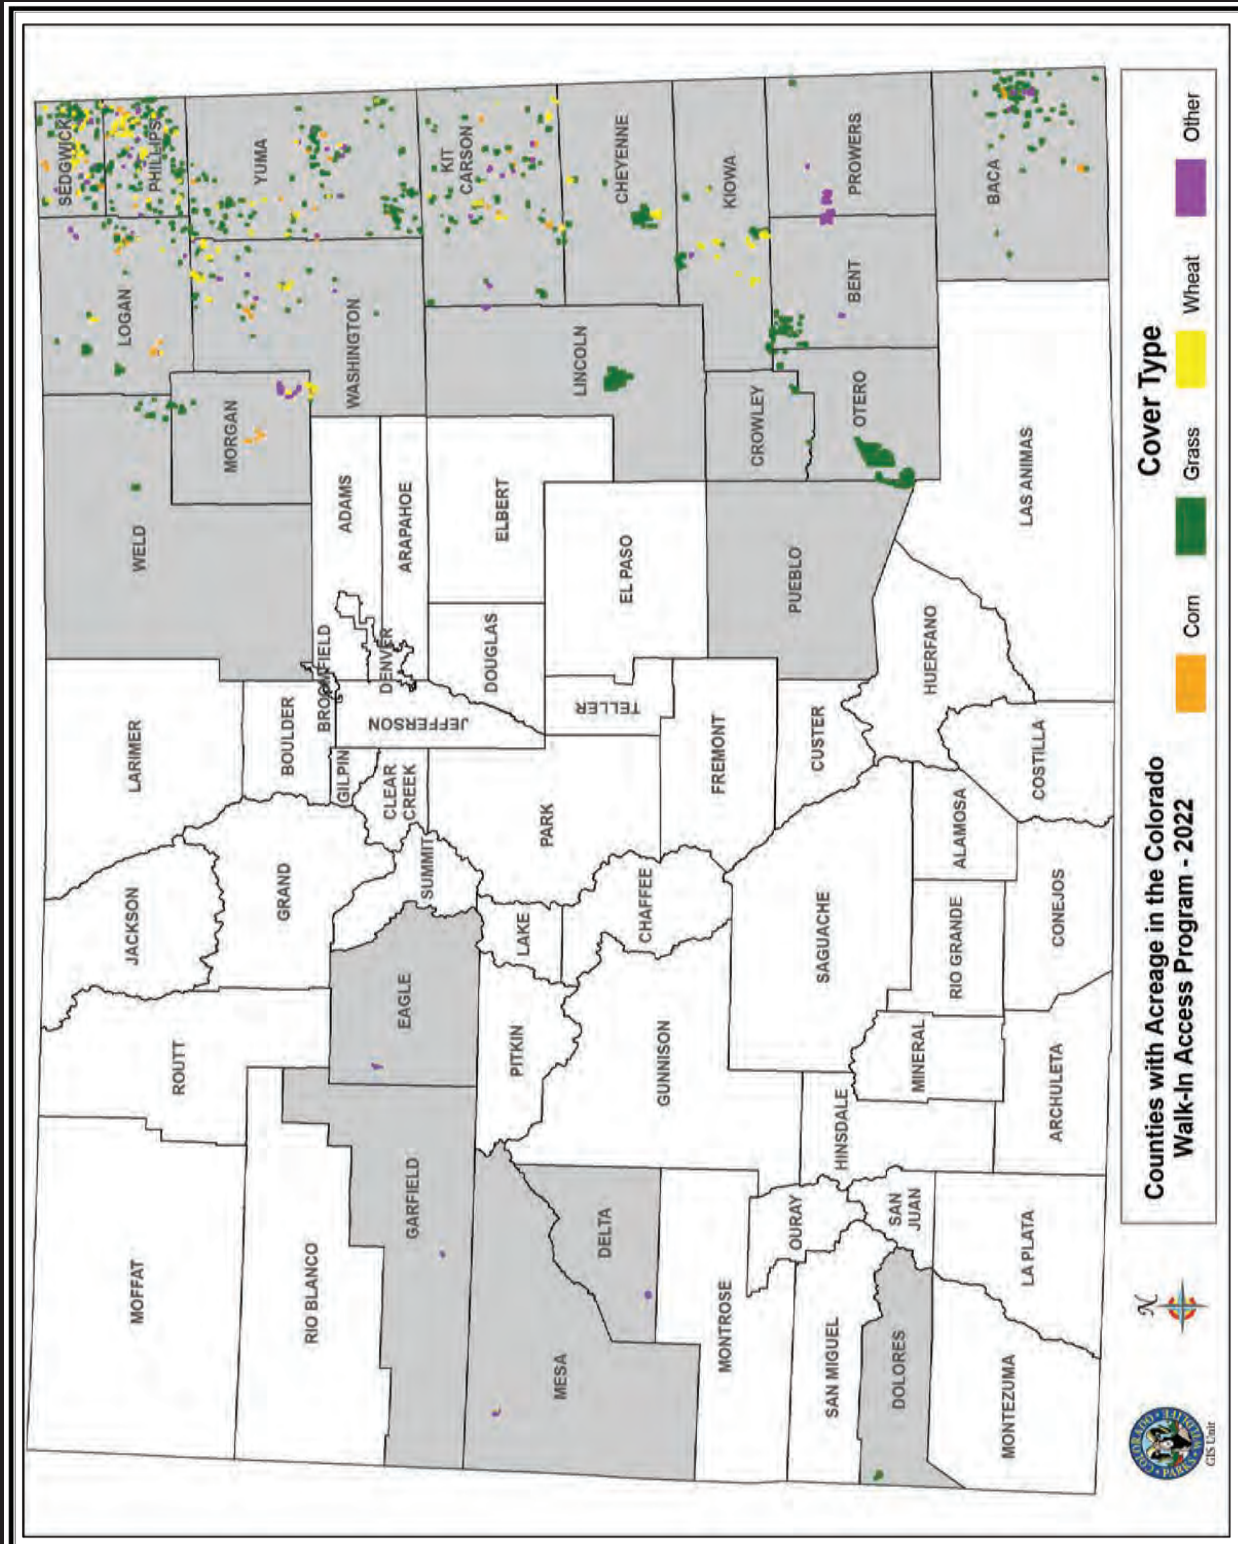 MOFFAT
ROUTT
JACKSON
LARIMER
WELD
LOGAN
SEDGWICK
PHILLIPS
MORGAN
YUMA
WASHINGTON
RIO BLANCO
GRAND
BOULDER
BROOMFIELD
GILPIN
ADAMS
GARFIELD
EAGLE
SUMMIT
CLEAR
CREEK
JEFFERSON
DENVER
ARAPAHOE
KIT
CARSON
MESA
DELTA
PITKIN
LAKE
PARK
DOUGLAS
ELBERT
LINCOLN
CHEYENNE
GUNNISON
CHAFFEE
TELLER
EL PASO
KIOWA
MONTROSE
OURAY
FREMONT
CROWLEY
PUEBLO
SAN MIGUEL
HINSDALE
SAGUACHE
CUSTER
OTERO
BENT
PROWERS
DOLORES
SAN
JUAN
MINERAL
RIO GRANDE
ALAMOSA
HUERFANO
LAS ANIMAS
BACA
MONTEZUMA
LA PLATA
ARCHULETA
CONEJOS
COSTILLA
COLORADO
PARKS
WILDLIFE
GIS Unit
N
Counties with Acreage in the Colorado
Walk-In Access Program - 2022
Cover Type
Corn
Grass
Wheat
Other